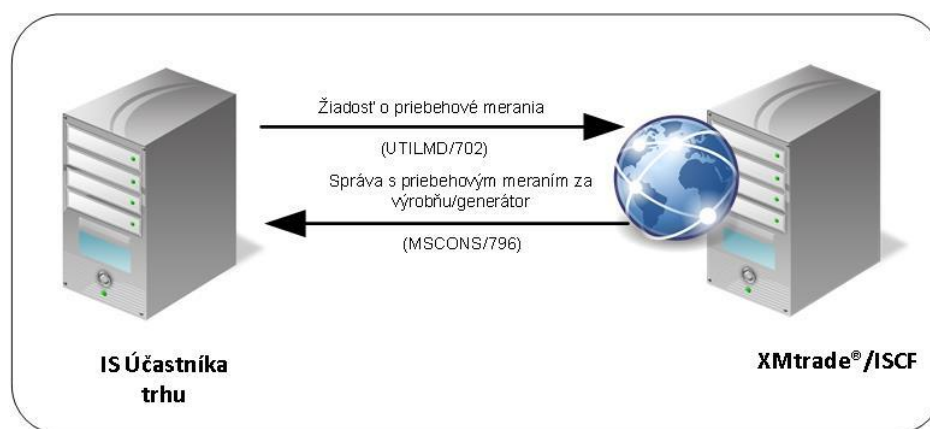 Žiadosť o priebehové merania
(UTILMD/702)
Správa s priebehovým meraním za
výrobňu/generátor
(MSCONS/796)
IS Účastníka
trhu
XMtrade®/ISCF